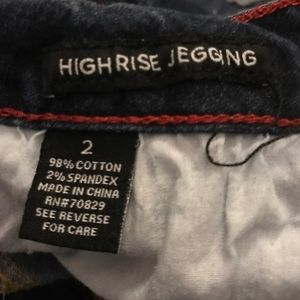 HIGH RISE JEGGING
2
98% COTTON
2% SPANDEX
MADE IN CHINA
RN#70829
SEE REVERSE
FOR CARE